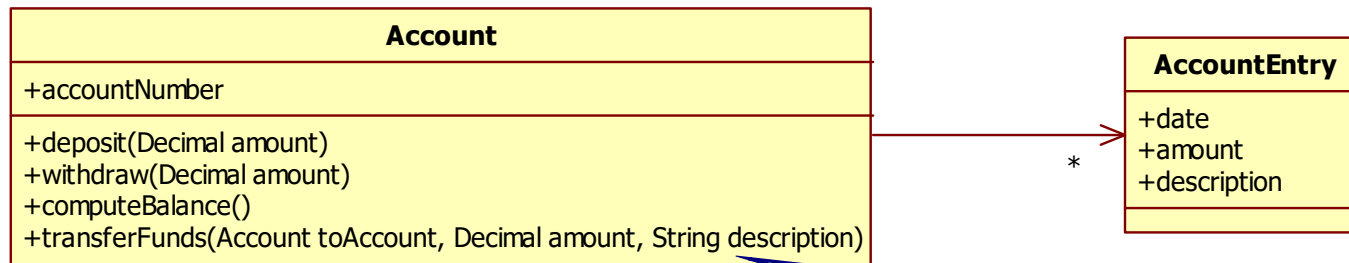 Account
+accountNumber
+deposit(Decimal amount)
+withdraw(Decimal amount)
+computeBalance()
+transferFunds(Account toAccount, Decimal amount, String description)
*
AccountEntry
+date
+amount
+description